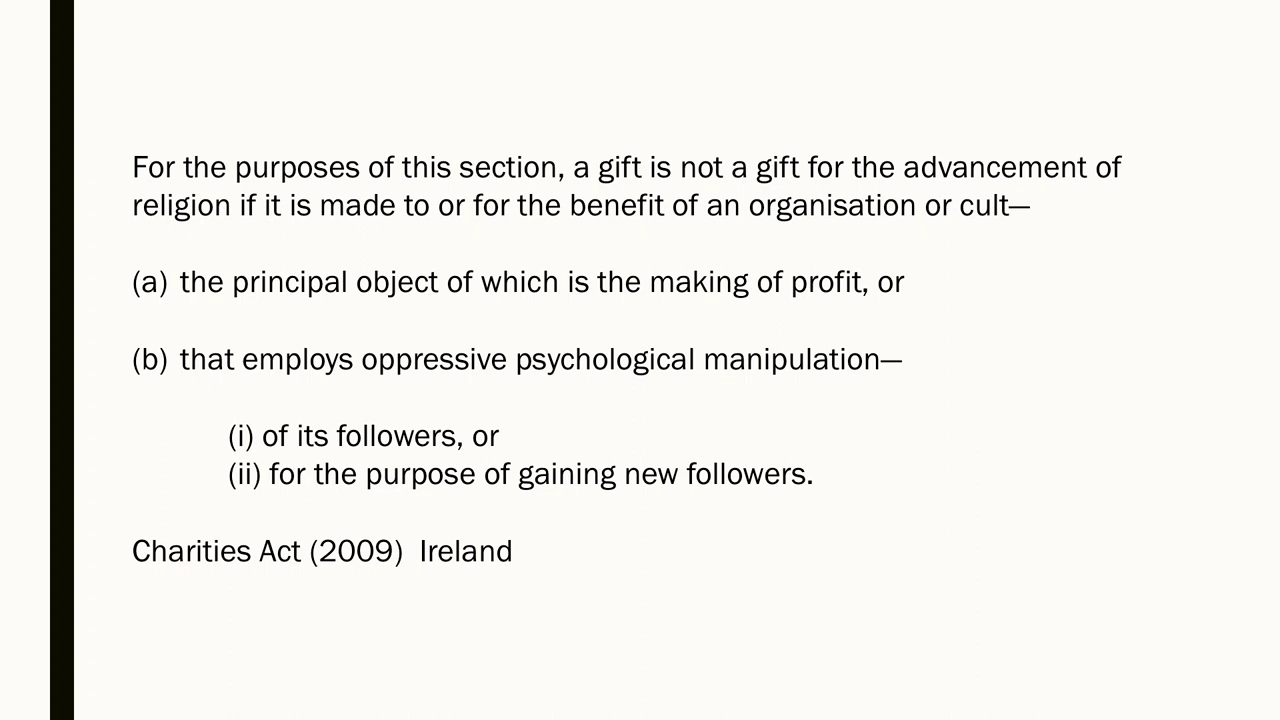 For the purposes of this section, a gift is not a gift for the advancement of
religion if it is made to or for the benefit of an organisation or cult—
(a) the principal object of which is the making of profit, or
(b) that employs oppressive psychological manipulation—
(i) of its followers, or
(ii) for the purpose of gaining new followers.
Charities Act (2009)  Ireland